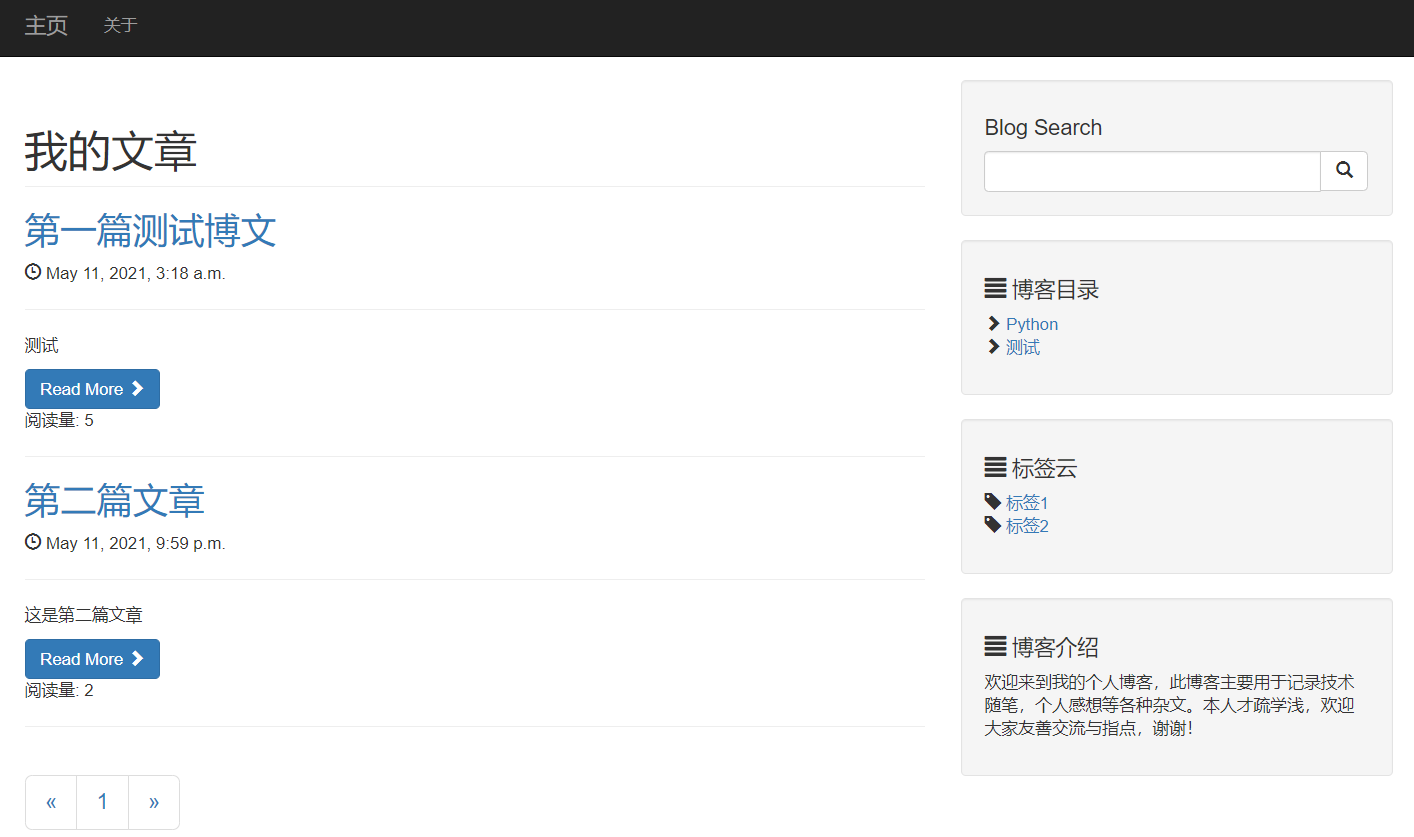 主页 关于
我的文章
第一篇测试博文
May 11, 2021, 3:18 a.m.
测试
Read More
阅读量: 5
第二篇文章
May 11, 2021, 9:59 p.m.
这是第二篇文章
Read More
阅读量: 2
« 1 »
Blog Search
博客目录
Python
测试
标签云
标签1
标签2
博客介绍
欢迎来到我的个人博客，此博客主要用于记录技术
随笔，个人感想等各种杂文。本人才疏学浅，欢迎
大家友善交流与指点，谢谢！